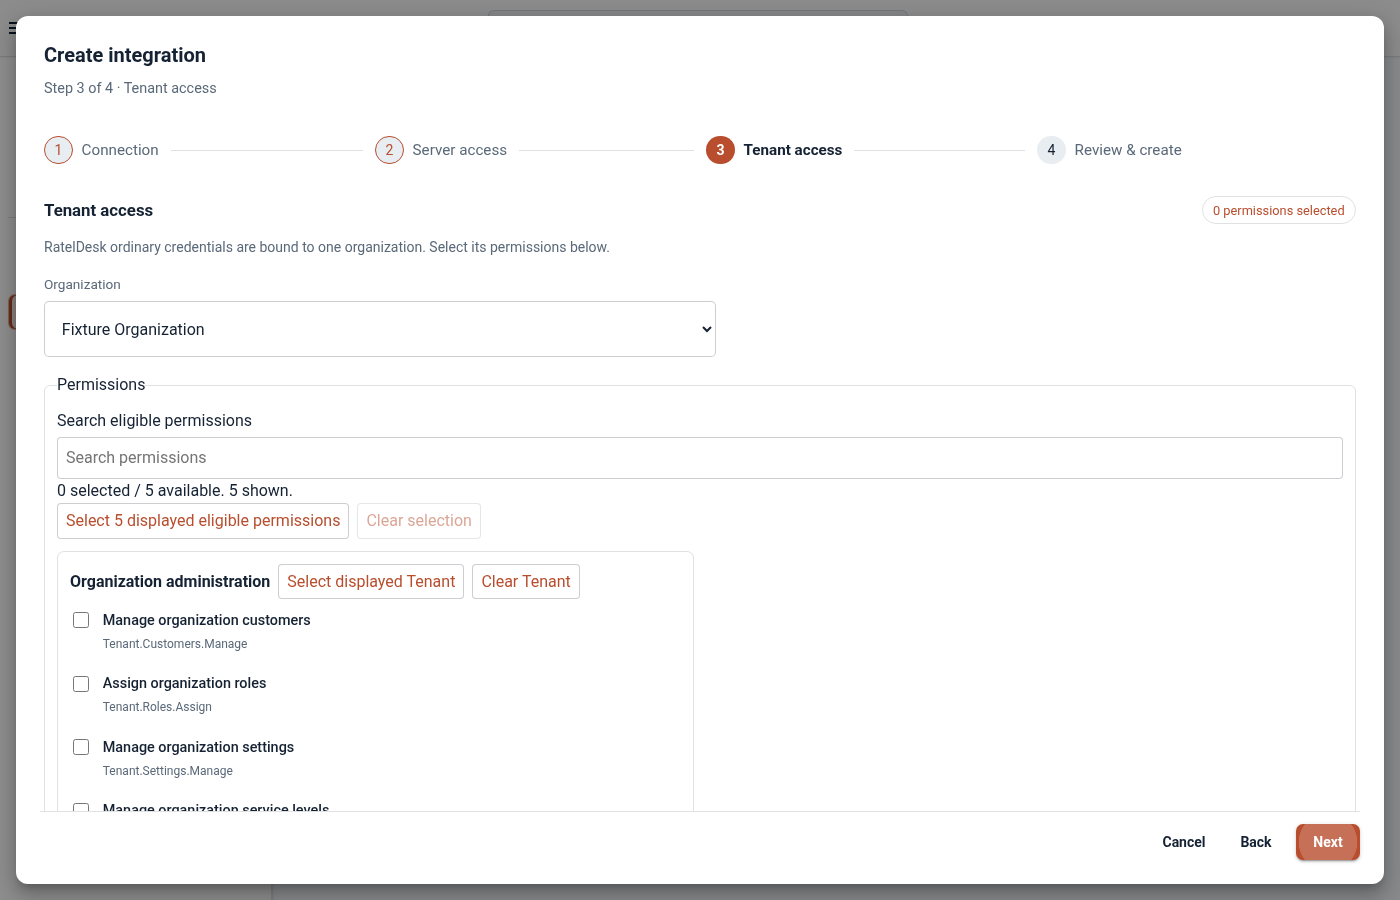 Create integration
Step 3 of 4 · Tenant access
1 Connection
2 Server access
3 Tenant access
4 Review & create
Tenant access
0 permissions selected
RatelDesk ordinary credentials are bound to one organization. Select its permissions below.
Organization
Fixture Organization
Permissions
Search eligible permissions
Search permissions
0 selected / 5 available. 5 shown.
Select 5 displayed eligible permissions
Clear selection
Organization administration
Select displayed Tenant
Clear Tenant
Manage organization customers
Tenant.Customers.Manage
Assign organization roles
Tenant.Roles.Assign
Manage organization settings
Tenant.Settings.Manage
Manage organization service levels
Cancel
Back
Next